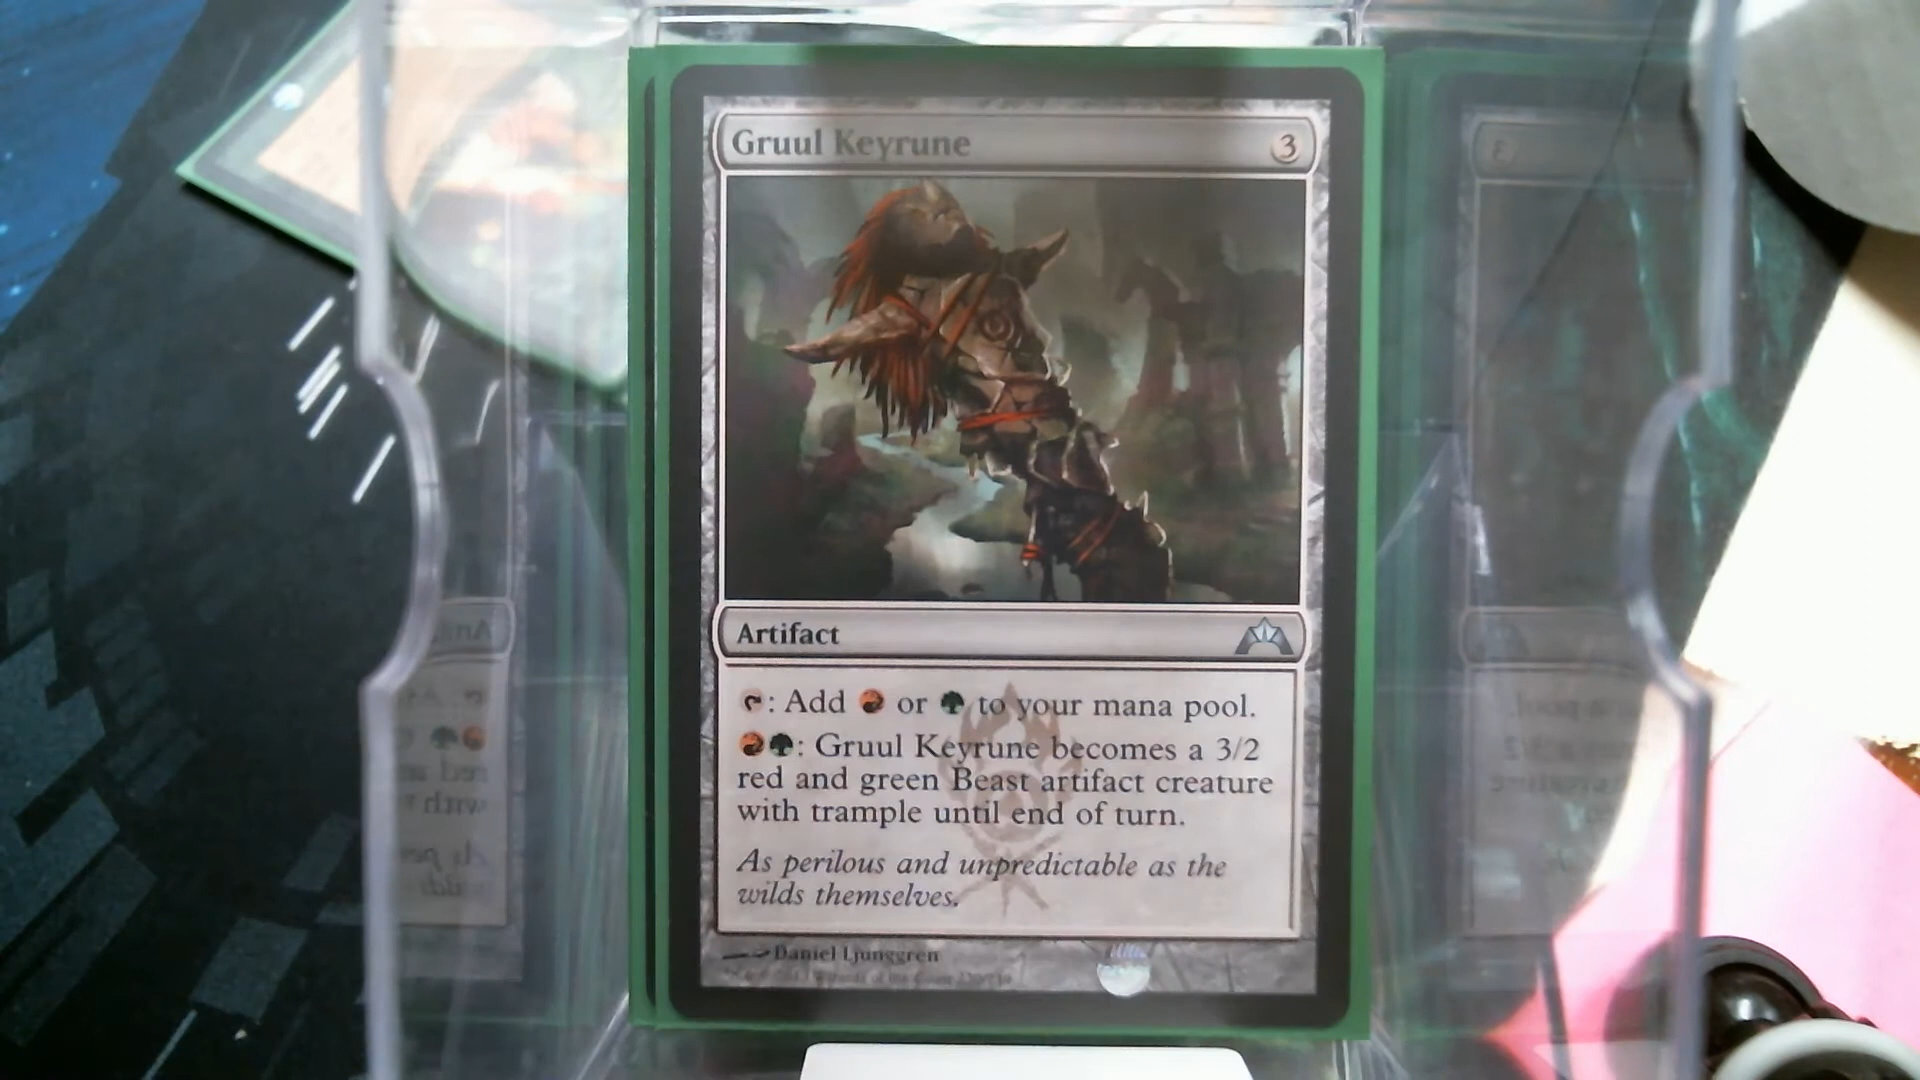 Gruul Keyrune 3
Artifact
: Add or to your mana pool.
: Gruul Keyrune becomes a 3/2
red and green Beast artifact creature
with trample until end of turn.
As perilous and unpredictable as the
wilds themselves.
Daniel Ljunggren